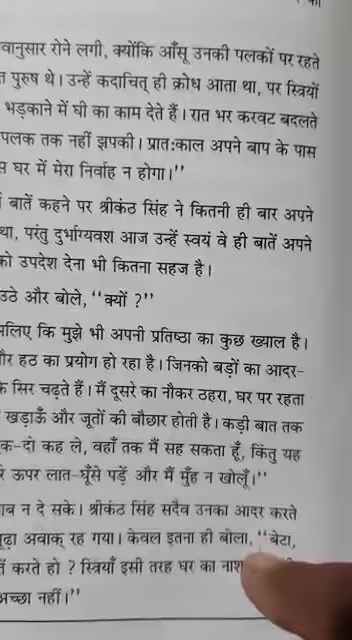 वानुसार रोने लगी, क्योंकि आँसू उनकी पलकों पर रहते
पुरुष थे। उन्हें कदाचित् ही क्रोध आता था, पर स्त्रियों
भड़काने में घी का काम देते हैं। रात भर करवट बदलते
पलक तक नहीं झपकी। प्रात:काल अपने बाप के पास
स घर में मेरा निर्वाह न होगा।''
बातें कहने पर श्रीकंठ सिंह ने कितनी ही बार अपने
था, परंतु दुर्भाग्यवश आज उन्हें स्वयं वे ही बातें अपने
को उपदेश देना भी कितना सहज है।
उठे और बोले, ''क्यों ?''
सलिए कि मुझे भी अपनी प्रतिष्ठा का कुछ ख्याल है।
और हठ का प्रयोग हो रहा है। जिनको बड़ों का आदर-
के सिर चढ़ते हैं। मैं दूसरे का नौकर ठहरा, घर पर रहता
खड़ाऊँ और जूतों की बौछार होती है। कड़ी बात तक
क-दो कह ले, वहाँ तक मैं सह सकता हूँ, किंतु यह
रे ऊपर लात-घूँसे पड़ें और मैं मुँह न खोलूँ।''
ाब न दे सके। श्रीकंठ सिंह सदैव उनका आदर करते
बूढ़ा अवाक् रह गया। केवल इतना ही बोला, ''बेटा,
तें करते हो ? स्त्रियाँ इसी तरह घर का नाश
अच्छा नहीं।''